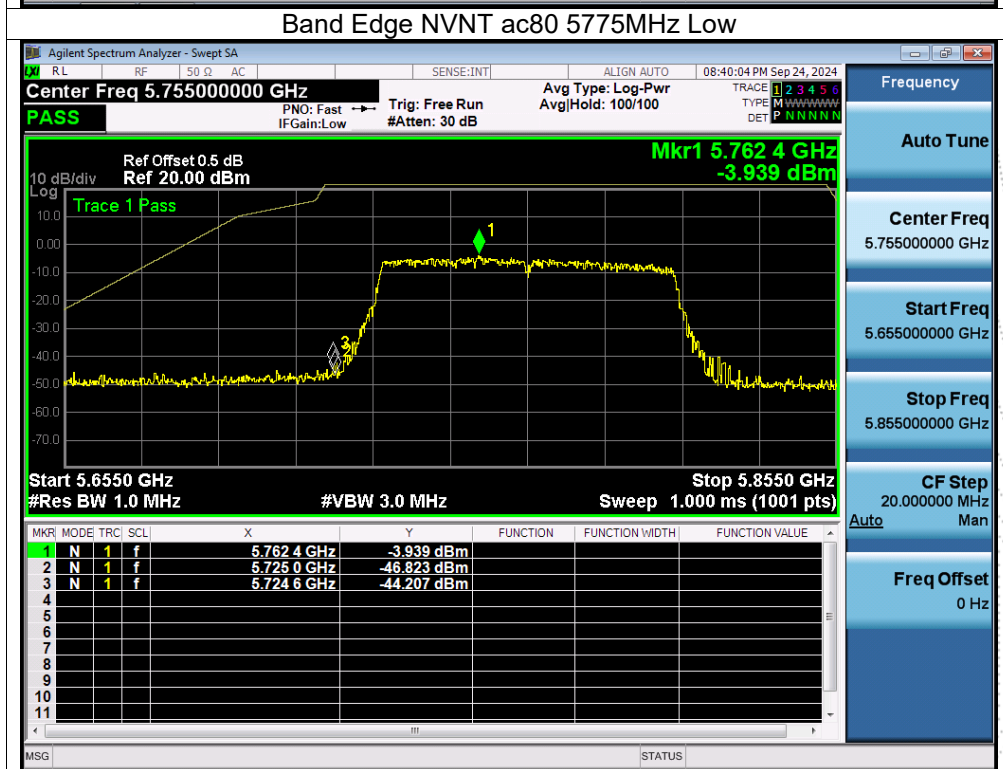 Band Edge NVNT ac80 5775MHz Low
Agilent Spectrum Analyzer - Swept SA
LXI RL RF 50 Ω AC SENSE:INT ALIGN AUTO 08:40:04 PM Sep 24, 2024
Center Freq 5.755000000 GHz
PASS
PNO: Fast
IFGain:Low
Trig: Free Run
#Atten: 30 dB
Avg Type: Log-Pwr
Avg|Hold: 100/100
TRACE 1 2 3 4 5 6
TYPE M WWWWW
DET P N N N N N
Ref Offset 0.5 dB
10 dB/div Ref 20.00 dBm
Log
Mkr1 5.762 4 GHz
-3.939 dBm
Trace 1 Pass
10.0
0.00
-10.0
-20.0
-30.0
-40.0
-50.0
-60.0
-70.0
1
3
2
Start 5.6550 GHz Stop 5.8550 GHz
#Res BW 1.0 MHz #VBW 3.0 MHz Sweep 1.000 ms (1001 pts)
MKR MODE TRC SCL X Y FUNCTION FUNCTION WIDTH FUNCTION VALUE
1 N 1 f 5.762 4 GHz -3.939 dBm
2 N 1 f 5.725 0 GHz -46.823 dBm
3 N 1 f 5.724 6 GHz -44.207 dBm
4
5
6
7
8
9
10
11
MSG STATUS
Frequency
Auto Tune
Center Freq
5.755000000 GHz
Start Freq
5.655000000 GHz
Stop Freq
5.855000000 GHz
CF Step
20.000000 MHz
Auto Man
Freq Offset
0 Hz